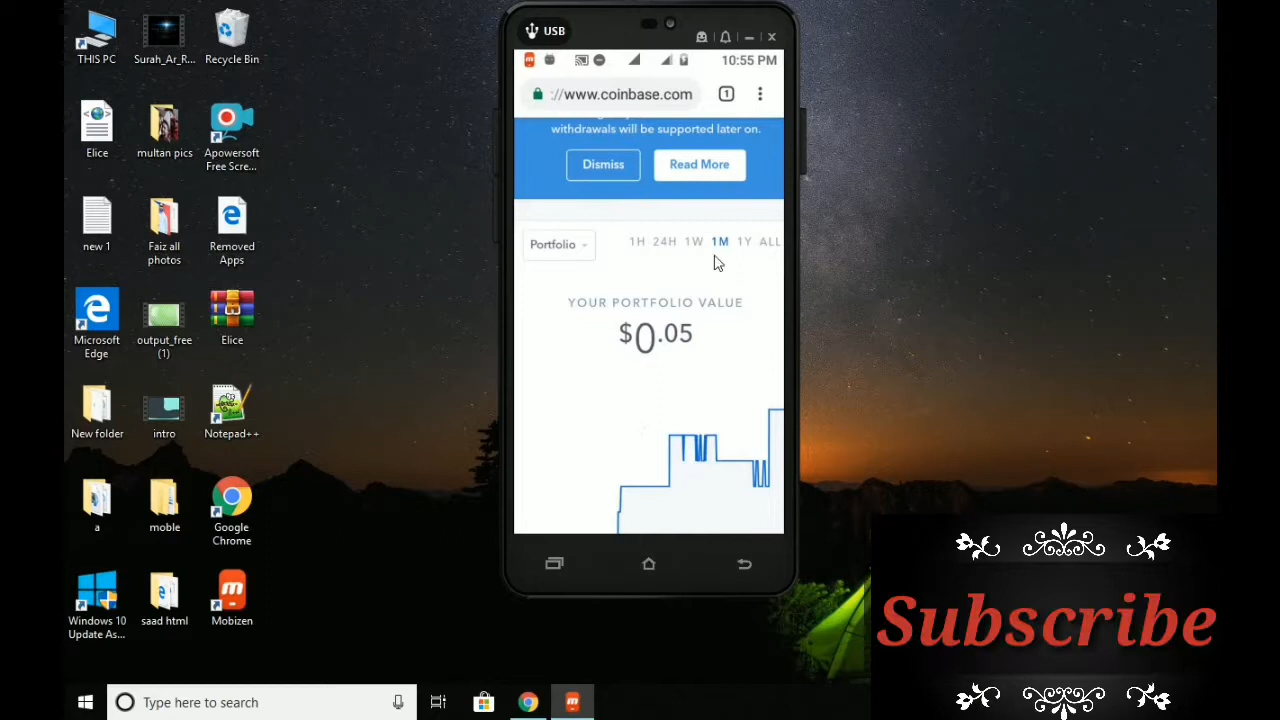 THIS PC
Surah_Ar_R...
Recycle Bin
Elice
multan pics
Apowersoft
Free Scre...
new 1
Faiz all
photos
Removed
Apps
Microsoft
Edge
output_free
(1)
Elice
New folder
intro
Notepad++
a
moble
Google
Chrome
Windows 10
Update As...
saad html
Mobizen
USB
10:55 PM
://www.coinbase.com
1
withdrawals will be supported later on.
Dismiss
Read More
Portfolio
1H 24H 1W 1M 1Y ALL
YOUR PORTFOLIO VALUE
$0.05
Subscribe
Type here to search